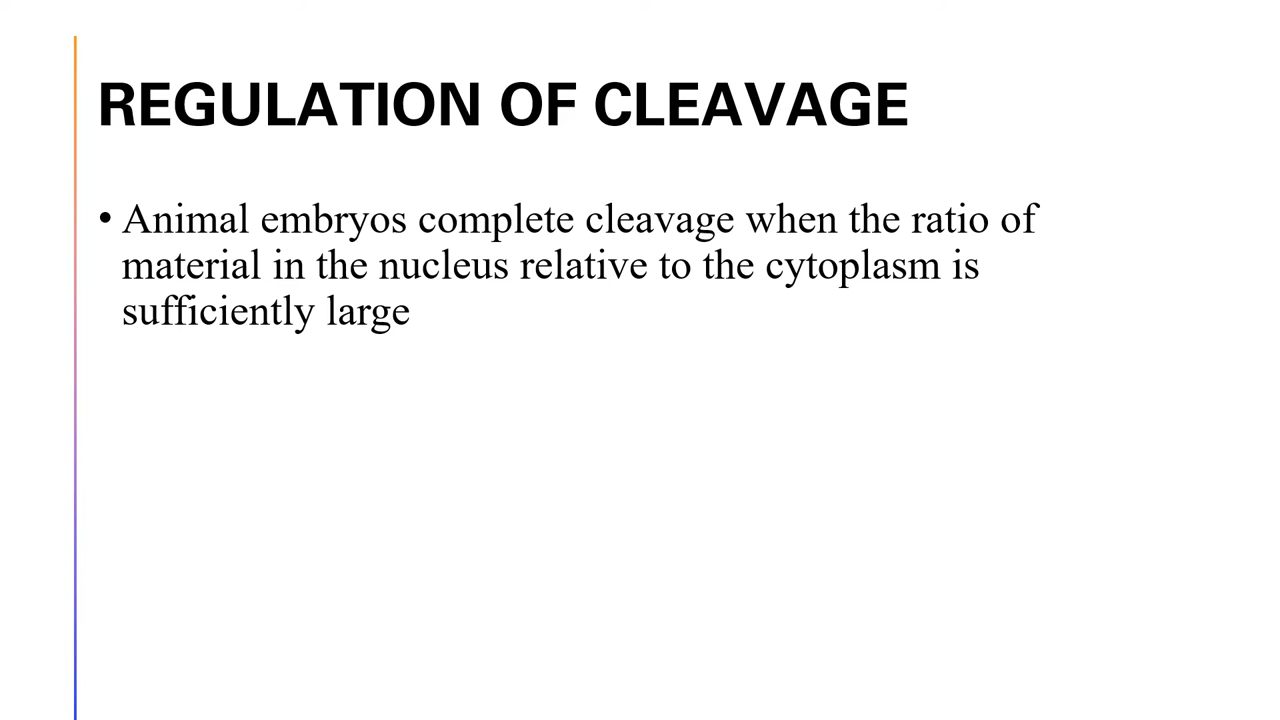 REGULATION OF CLEAVAGE
• Animal embryos complete cleavage when the ratio of
material in the nucleus relative to the cytoplasm is
sufficiently large